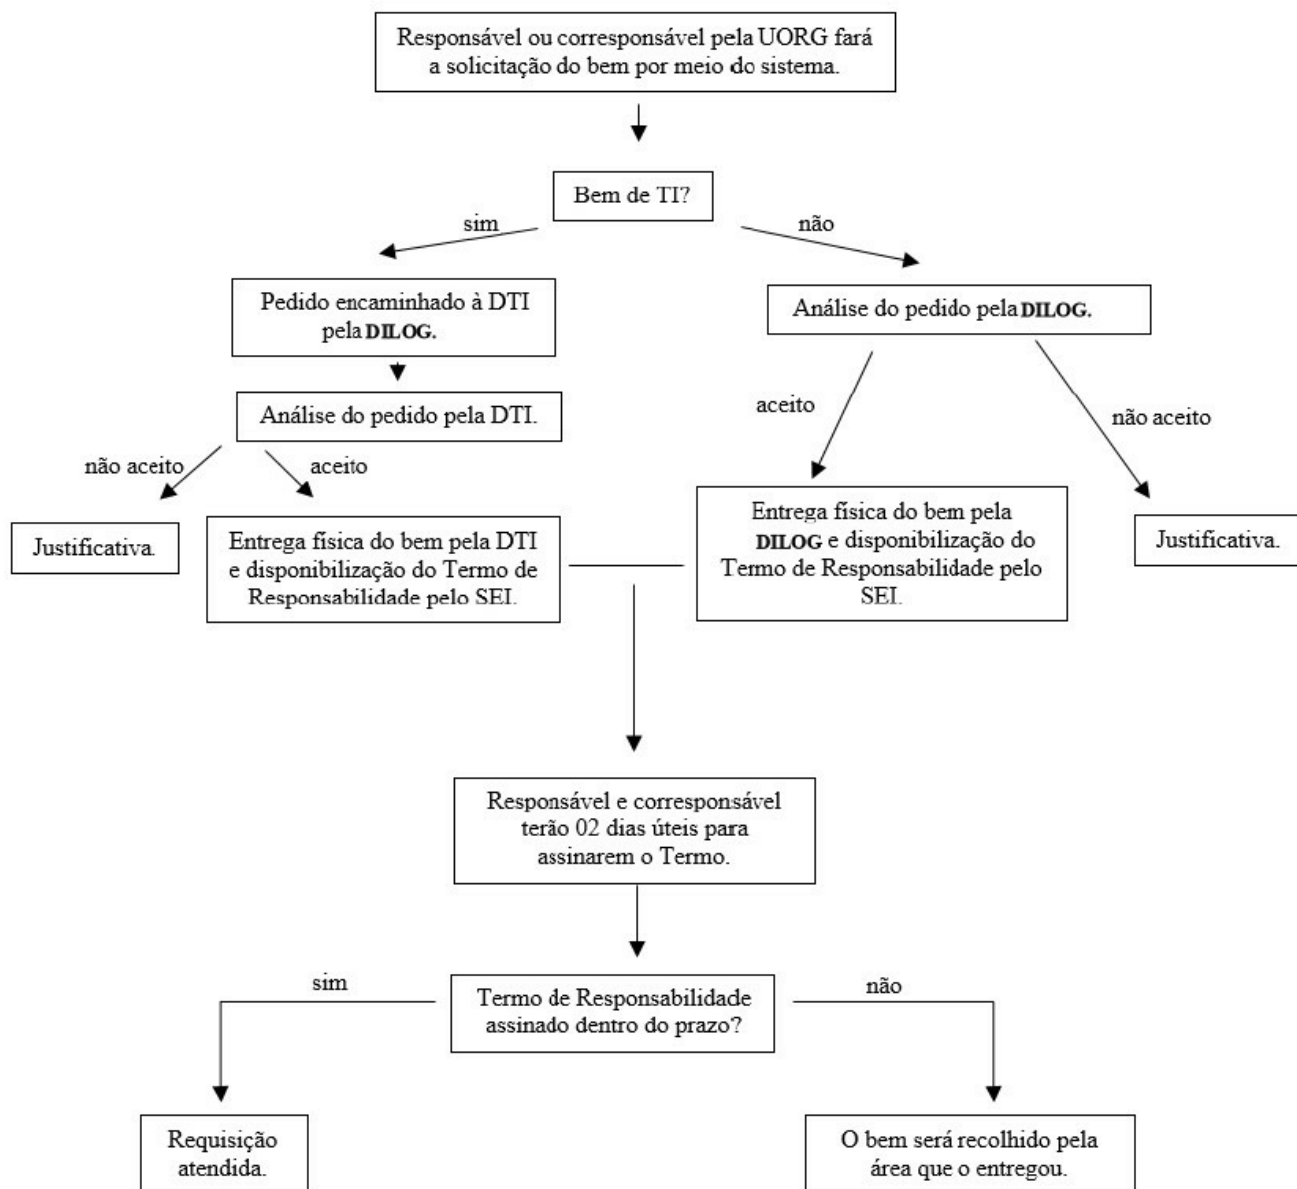 Responsável ou corresponsável pela UORG fará
a solicitação do bem por meio do sistema.
Bem de TI?
sim
não
Pedido encaminhado à DTI
pela DILOG.
Análise do pedido pela DILOG.
Análise do pedido pela DTI.
aceito
não aceito
não aceito
aceito
Justificativa.
Entrega física do bem pela DTI
e disponibilização do Termo de
Responsabilidade pelo SEI.
Entrega física do bem pela
DILOG e disponibilização do
Termo de Responsabilidade pelo
SEI.
Justificativa.
Responsável e corresponsável
terão 02 dias úteis para
assinarem o Termo.
sim
Termo de Responsabilidade
assinado dentro do prazo?
não
Requisição
atendida.
O bem será recolhido pela
área que o entregou.